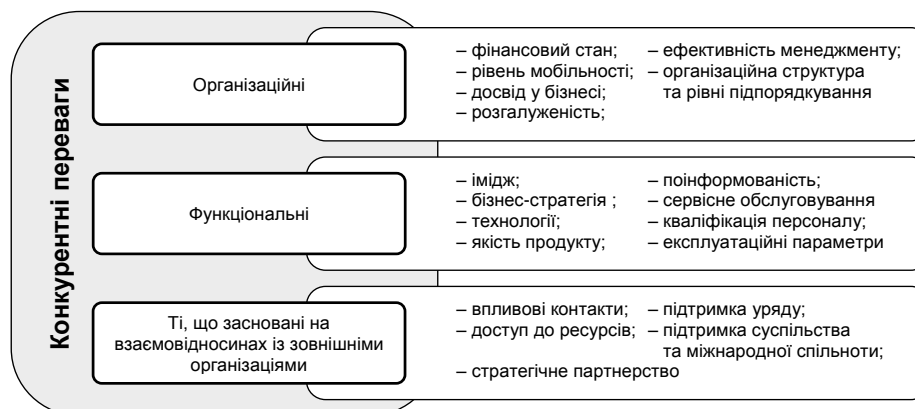 Конкурентні переваги
Організаційні
– фінансовий стан;
– рівень мобільності;
– досвід у бізнесі;
– розгалуженість;
– ефективність менеджменту;
– організаційна структура
та рівні підпорядкування
Функціональні
– імідж;
– бізнес-стратегія ;
– технології;
– якість продукту;
– поінформованість;
– сервісне обслуговування
– кваліфікація персоналу;
– експлуатаційні параметри
Ті, що засновані на
взаємовідносинах із зовнішніми
організаціями
– впливові контакти;
– доступ до ресурсів;
– підтримка уряду;
– підтримка суспільства
та міжнародної спільноти;
– стратегічне партнерство